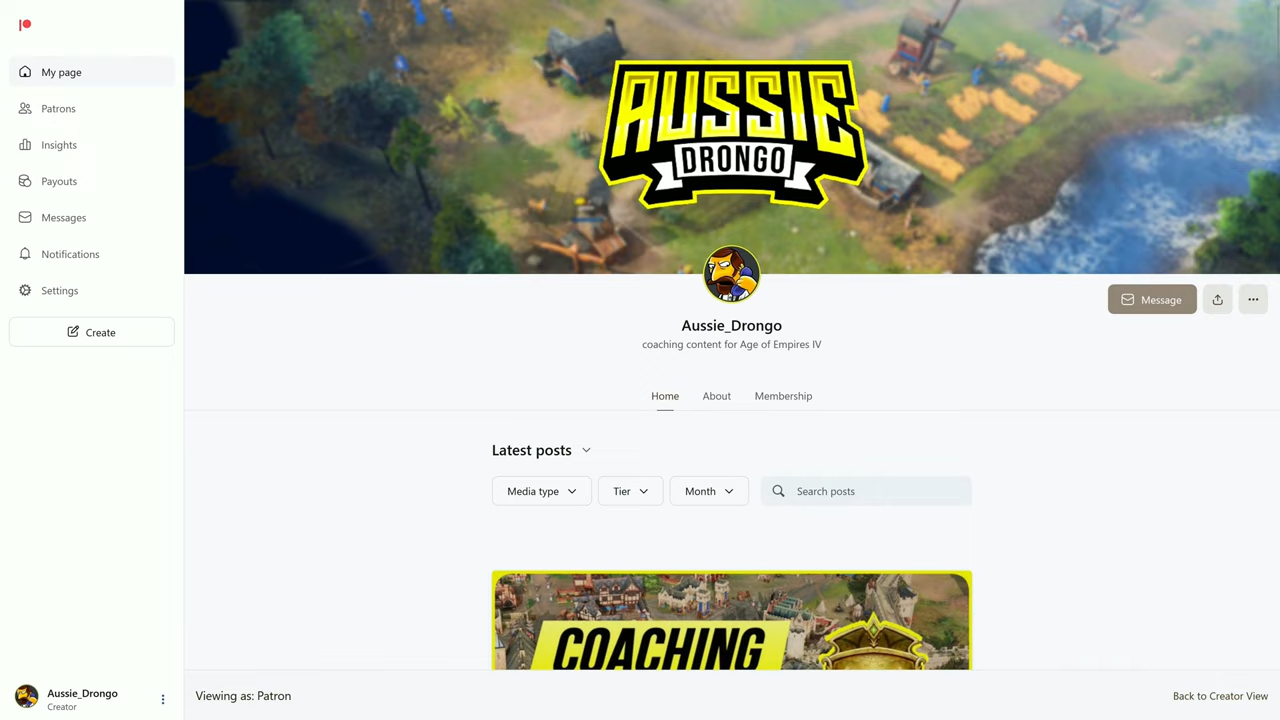 My page
Patrons
Insights
Payouts
Messages
Notifications
Settings
Create
AUSSIE
DRONGO
Message
Aussie_Drongo
coaching content for Age of Empires IV
Home About Membership
Latest posts
Media type Tier Month Search posts
COACHING
Aussie_Drongo
Creator
Viewing as: Patron
Back to Creator View